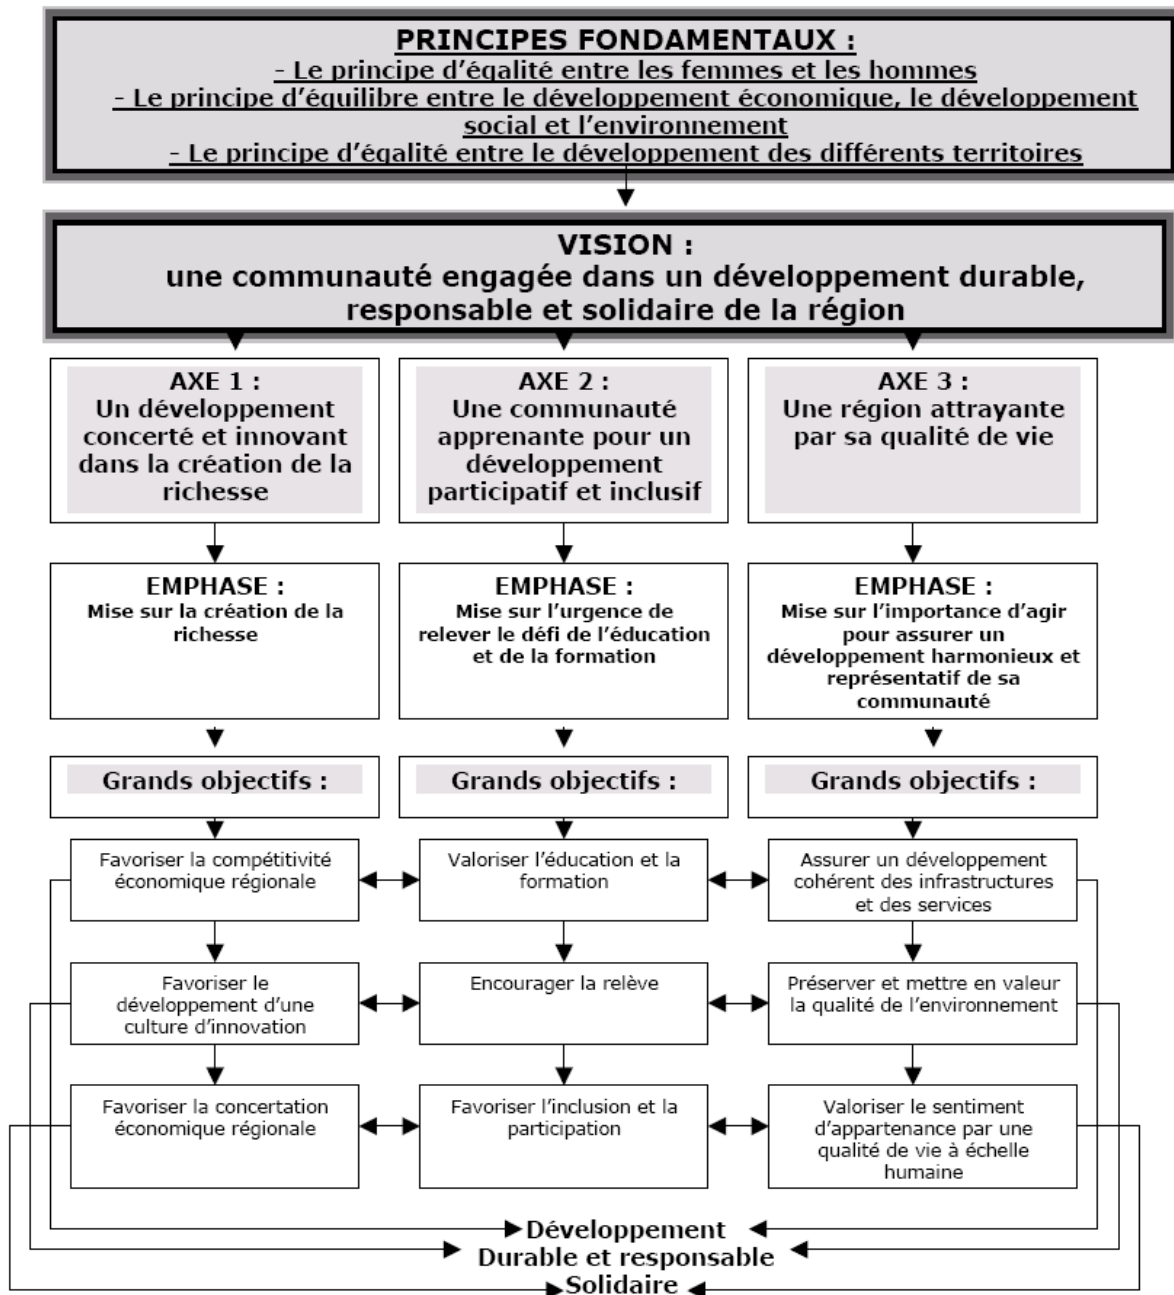 PRINCIPES FONDAMENTAUX :
- Le principe d’égalité entre les femmes et les hommes
- Le principe d’équilibre entre le développement économique, le développement
social et l’environnement
- Le principe d’égalité entre le développement des différents territoires
VISION :
une communauté engagée dans un développement durable,
responsable et solidaire de la région
AXE 1 :
Un développement
concerté et innovant
dans la création de la
richesse
AXE 2 :
Une communauté
apprenante pour un
développement
participatif et inclusif
AXE 3 :
Une région attrayante
par sa qualité de vie
EMPHASE :
Mise sur la création de la
richesse
EMPHASE :
Mise sur l’urgence de
relever le défi de l’éducation
et de la formation
EMPHASE :
Mise sur l’importance d’agir
pour assurer un
développement harmonieux et
représentatif de sa
communauté
Grands objectifs :
Grands objectifs :
Grands objectifs :
Favoriser la compétitivité
économique régionale
Valoriser l’éducation et la
formation
Assurer un développement
cohérent des infrastructures
et des services
Favoriser le
développement d’une
culture d’innovation
Encourager la relève
Préserver et mettre en valeur
la qualité de l’environnement
Favoriser la concertation
économique régionale
Favoriser l’inclusion et la
participation
Valoriser le sentiment
d’appartenance par une
qualité de vie à échelle
humaine
Développement
Durable et responsable
Solidaire